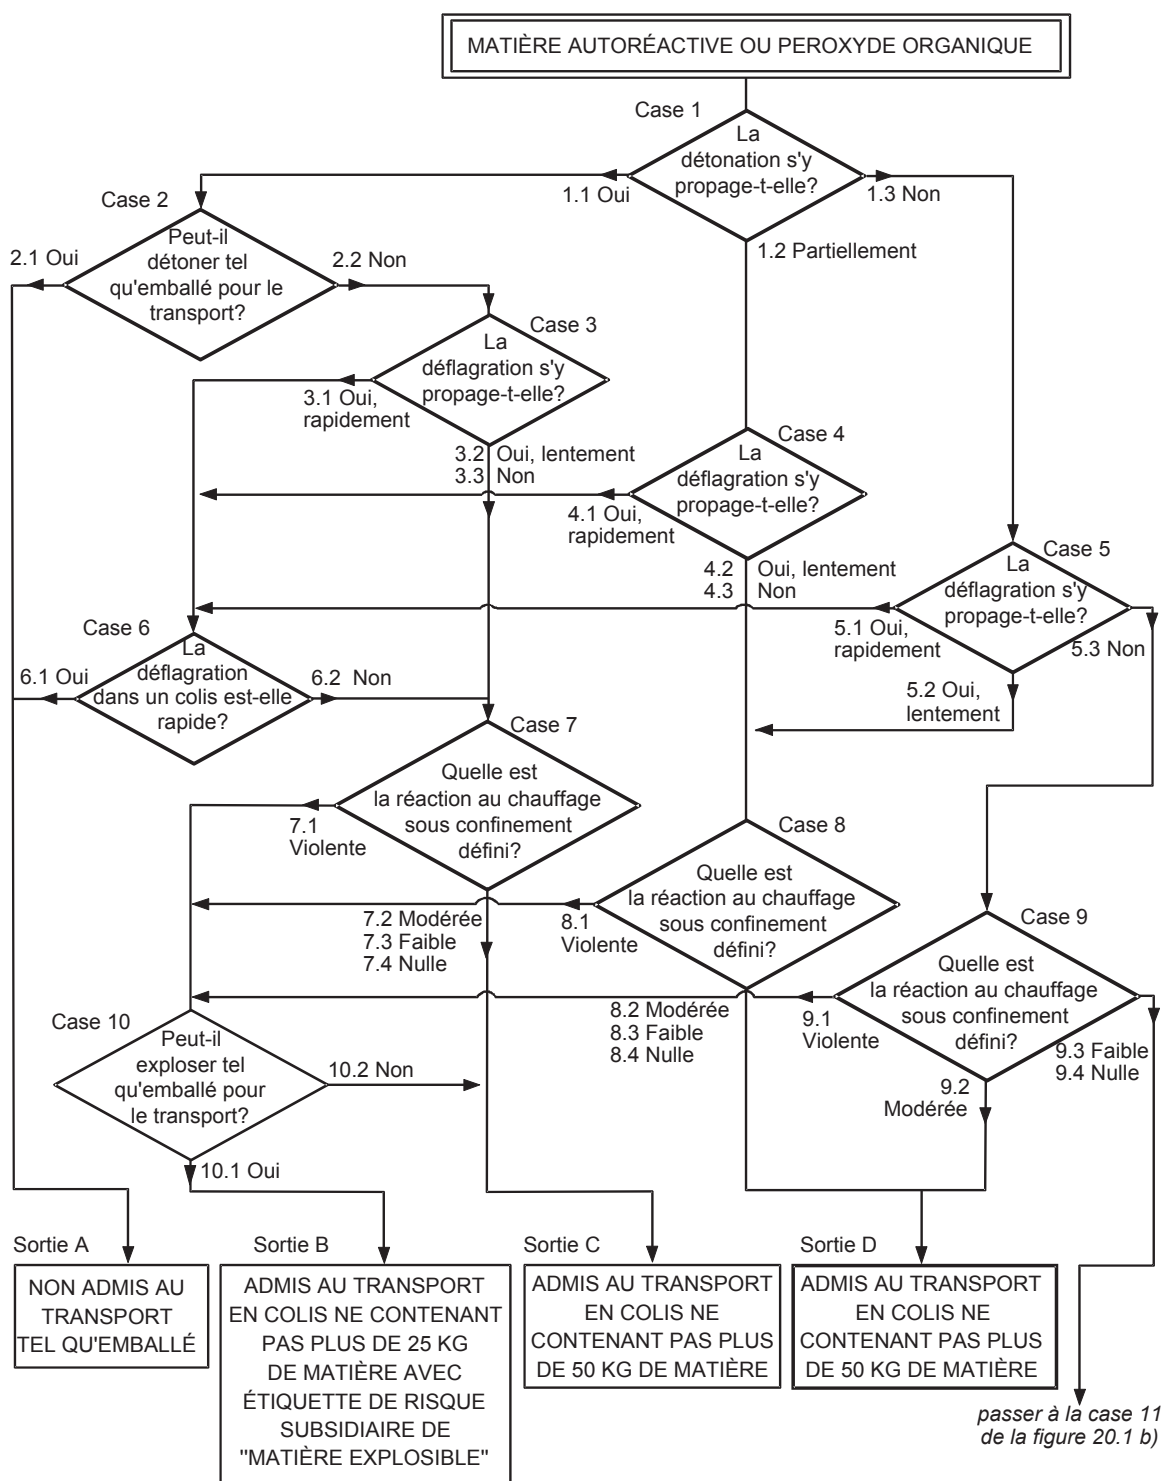 MATIÈRE AUTORÉACTIVE OU PEROXYDE ORGANIQUE
Case 1
La
détonation s'y
propage-t-elle?
1.1 Oui
1.3 Non
1.2 Partiellement
Case 2
Peut-il
détoner tel
qu'emballé pour le
transport?
2.1 Oui
2.2 Non
Case 3
La
déflagration s'y
propage-t-elle?
3.1 Oui,
rapidement
3.2 Oui, lentement
3.3 Non
Case 4
La
déflagration s'y
propage-t-elle?
4.1 Oui,
rapidement
4.2 Oui, lentement
4.3 Non
Case 5
La
déflagration s'y
propage-t-elle?
5.1 Oui,
rapidement
5.3 Non
5.2 Oui,
lentement
Case 6
La
déflagration
dans un colis est-elle
rapide?
6.1 Oui
6.2 Non
Case 7
Quelle est
la réaction au chauffage
sous confinement
défini?
7.1
Violente
7.2 Modérée
7.3 Faible
7.4 Nulle
Case 8
Quelle est
la réaction au chauffage
sous confinement
défini?
8.1
Violente
8.2 Modérée
8.3 Faible
8.4 Nulle
Case 9
Quelle est
la réaction au chauffage
sous confinement
défini?
9.1
Violente
9.2
Modérée
9.3 Faible
9.4 Nulle
Case 10
Peut-il
exploser tel
qu'emballé pour
le transport?
10.2 Non
10.1 Oui
Sortie A
NON ADMIS AU
TRANSPORT
TEL QU'EMBALLÉ
Sortie B
ADMIS AU TRANSPORT
EN COLIS NE CONTENANT
PAS PLUS DE 25 KG
DE MATIÈRE AVEC
ÉTIQUETTE DE RISQUE
SUBSIDIAIRE DE
"MATIÈRE EXPLOSIBLE"
Sortie C
ADMIS AU TRANSPORT
EN COLIS NE
CONTENANT PAS PLUS
DE 50 KG DE MATIÈRE
Sortie D
ADMIS AU TRANSPORT
EN COLIS NE
CONTENANT PAS PLUS
DE 50 KG DE MATIÈRE
passer à la case 11
de la figure 20.1 b)